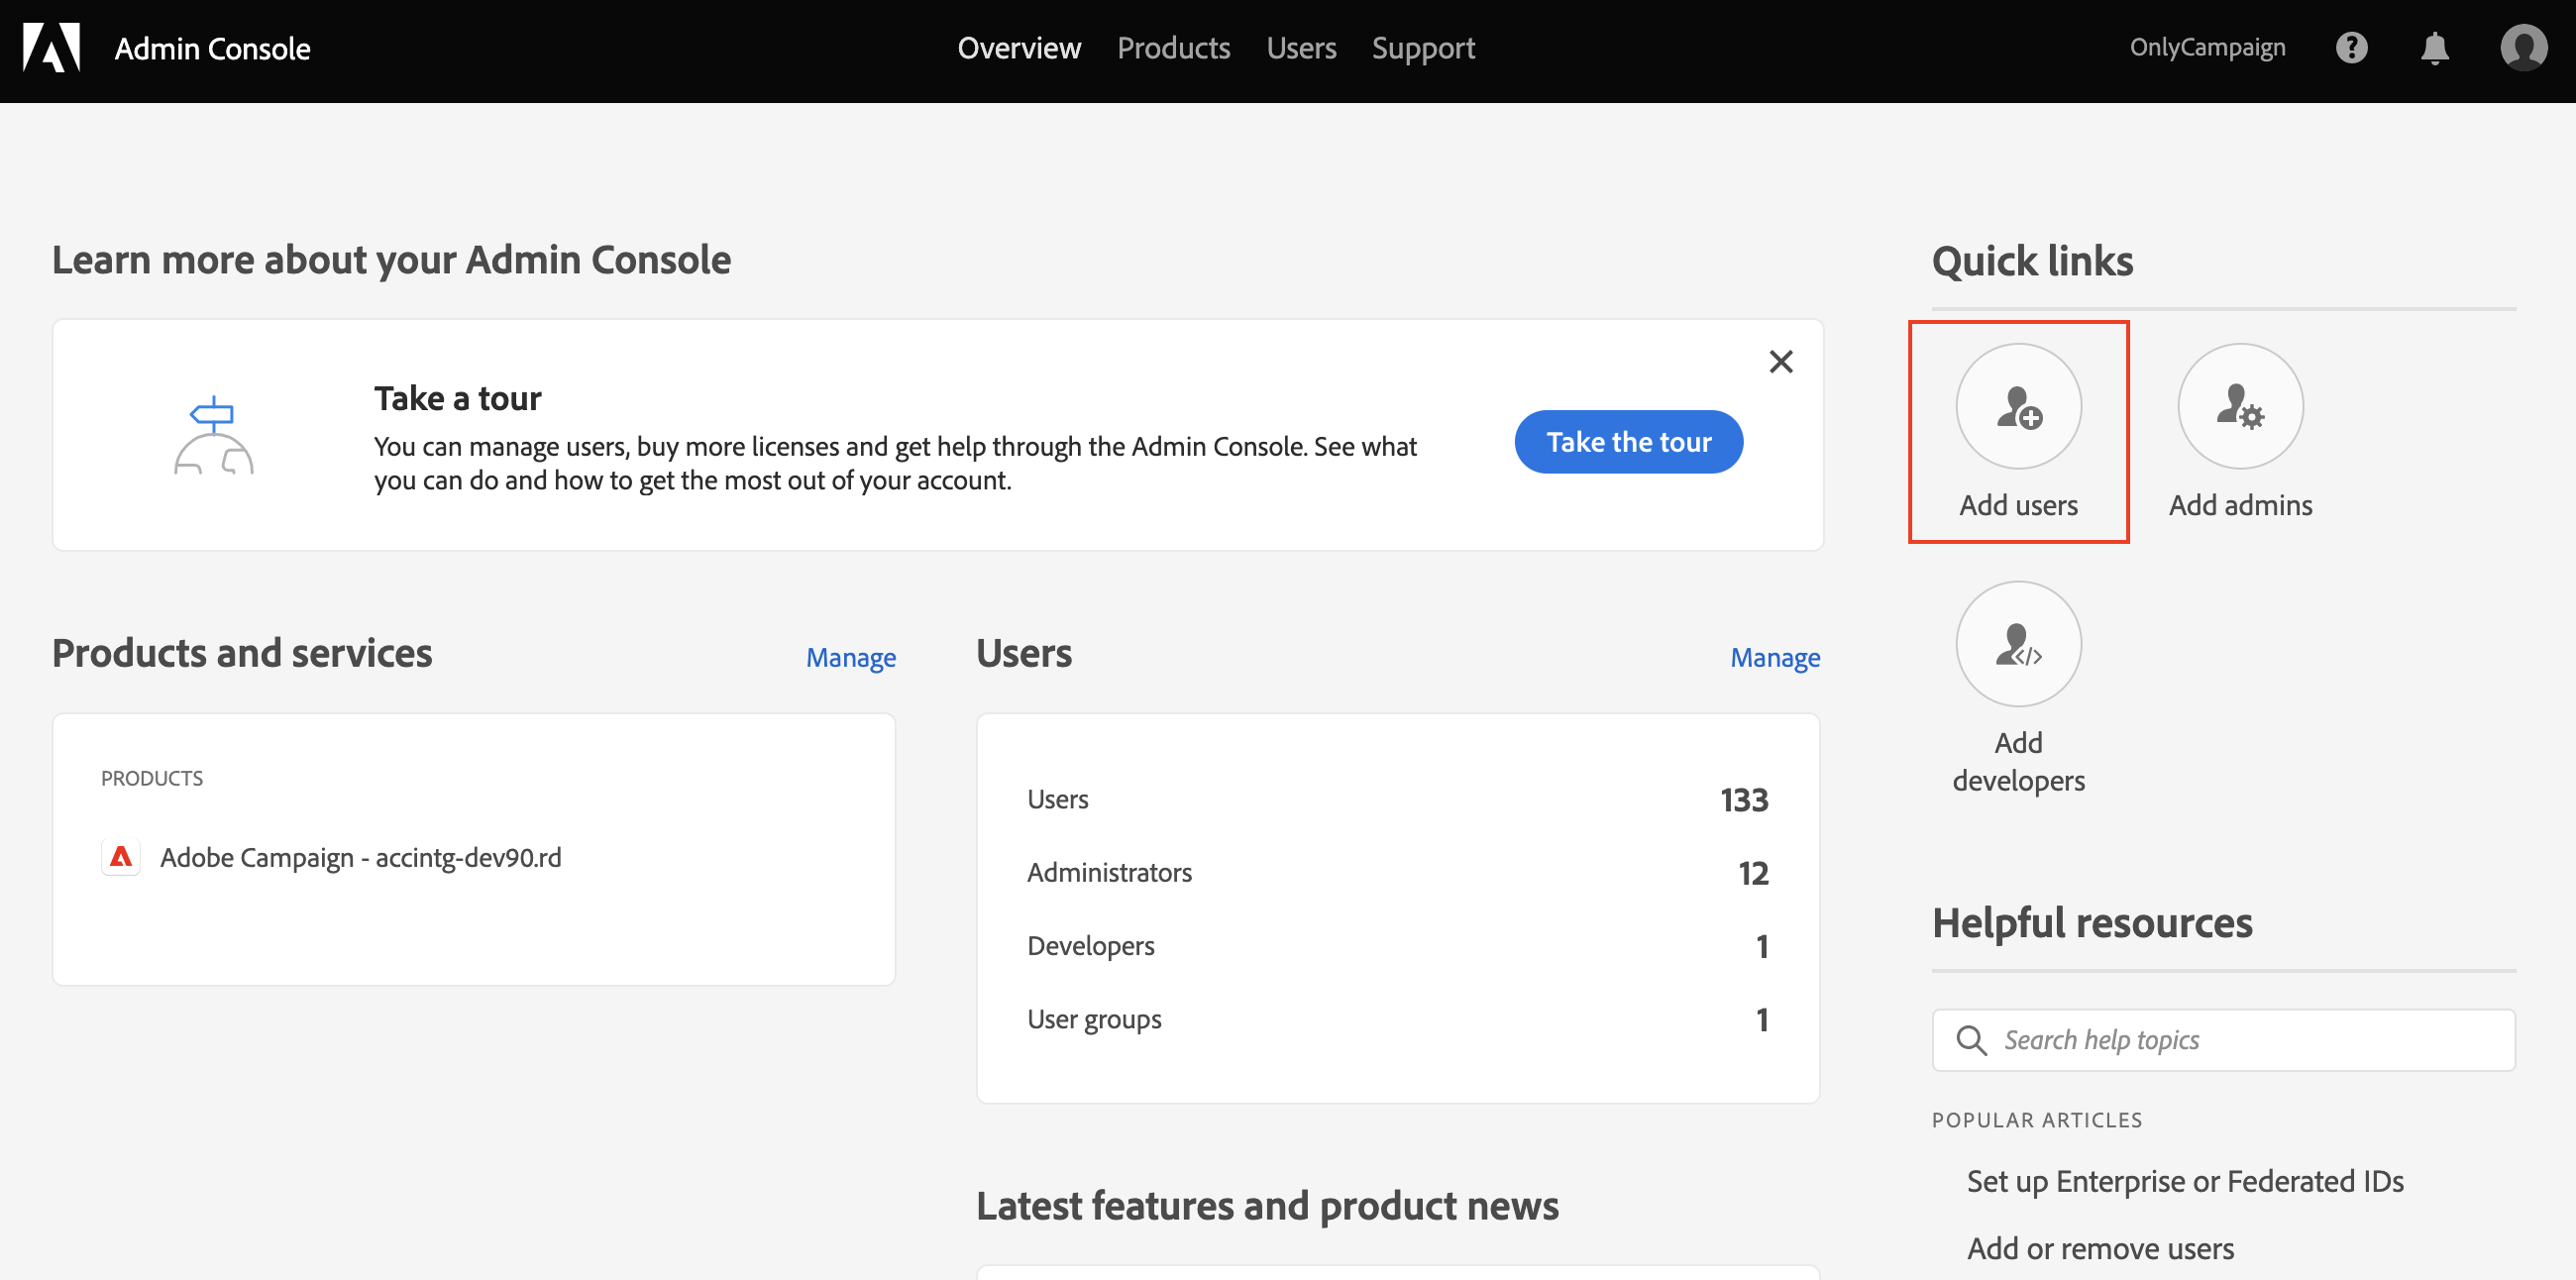 Admin Console
Overview Products Users Support
OnlyCampaign
Learn more about your Admin Console
Take a tour
You can manage users, buy more licenses and get help through the Admin Console. See what
you can do and how to get the most out of your account.
Take the tour
Products and services
Manage
PRODUCTS
Adobe Campaign - accintg-dev90.rd
Users
Manage
Users 133
Administrators 12
Developers 1
User groups 1
Latest features and product news
Quick links
Add users
Add admins
Add
developers
Helpful resources
Search help topics
POPULAR ARTICLES
Set up Enterprise or Federated IDs
Add or remove users